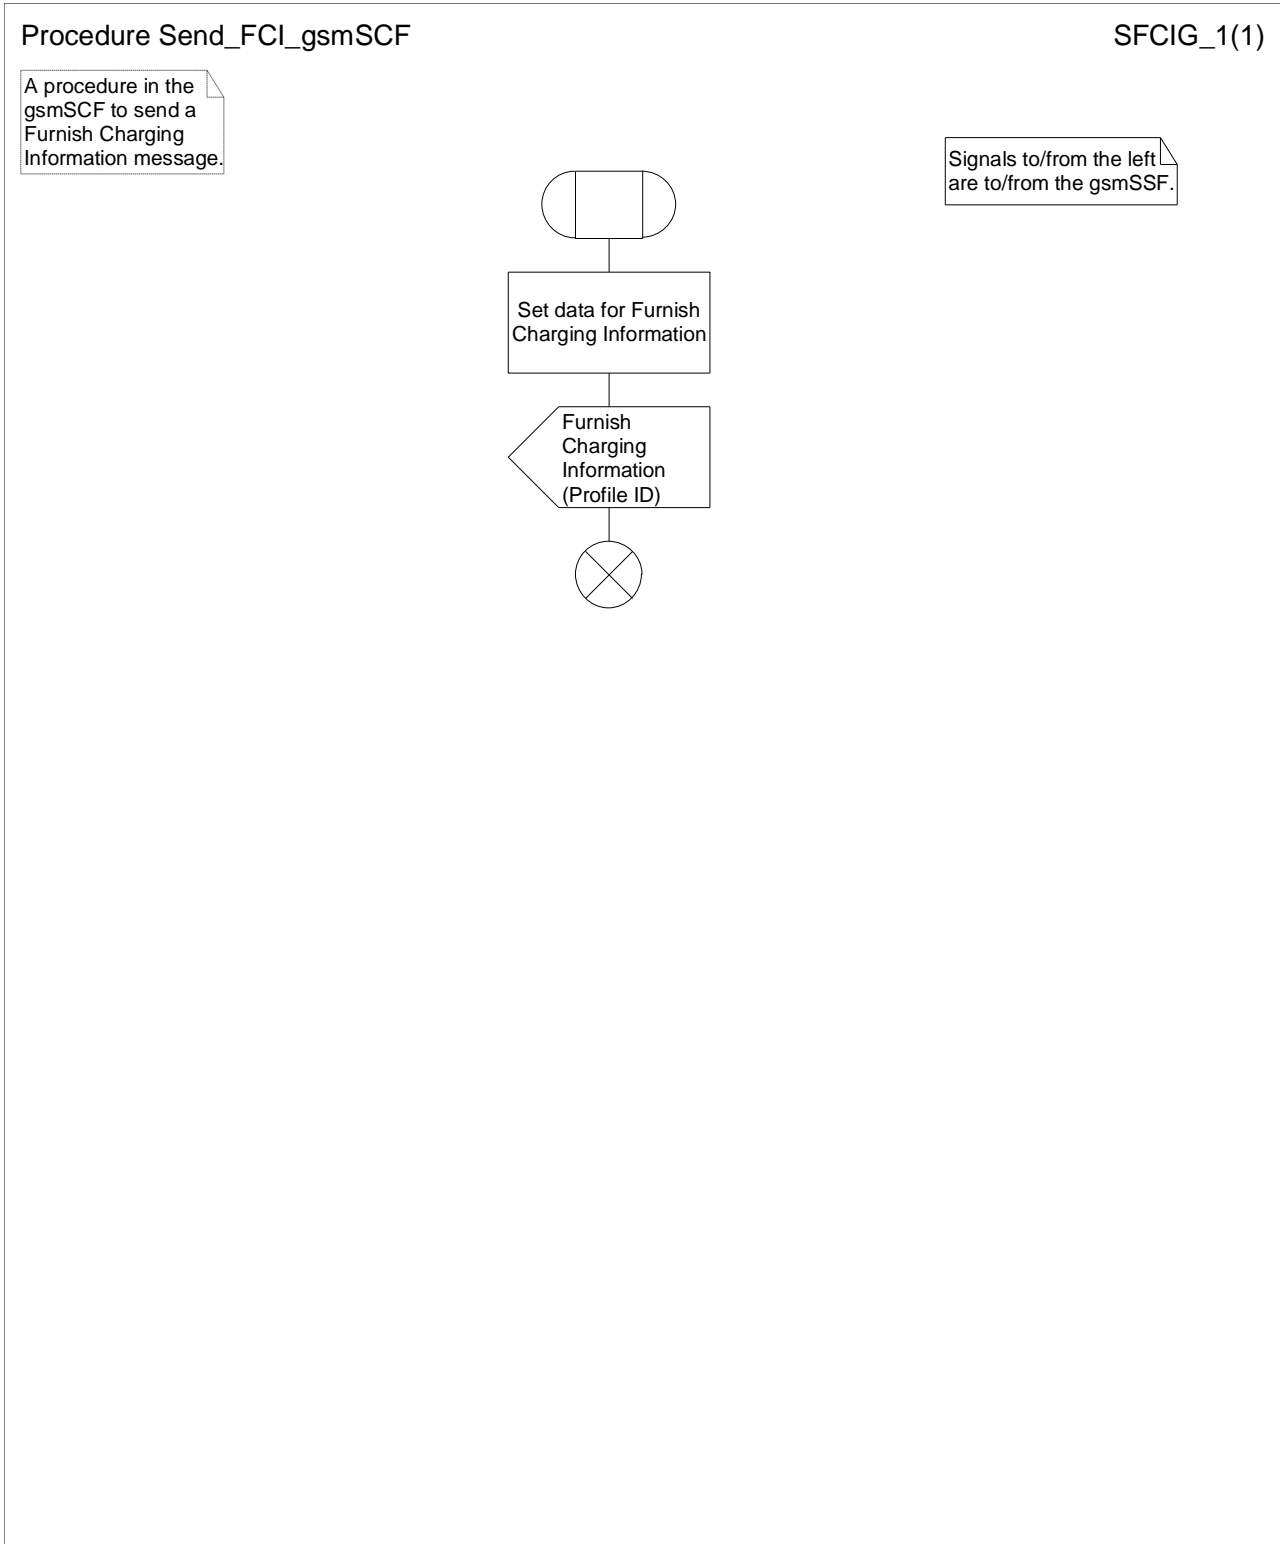 Procedure Send_FCI_gsmSCF
SFCIG_1(1)
A procedure in the
gsmSCF to send a
Furnish Charging
Information message.
Signals to/from the left
are to/from the gsmSSF.
Set data for Furnish
Charging Information
Furnish
Charging
Information
(Profile ID)